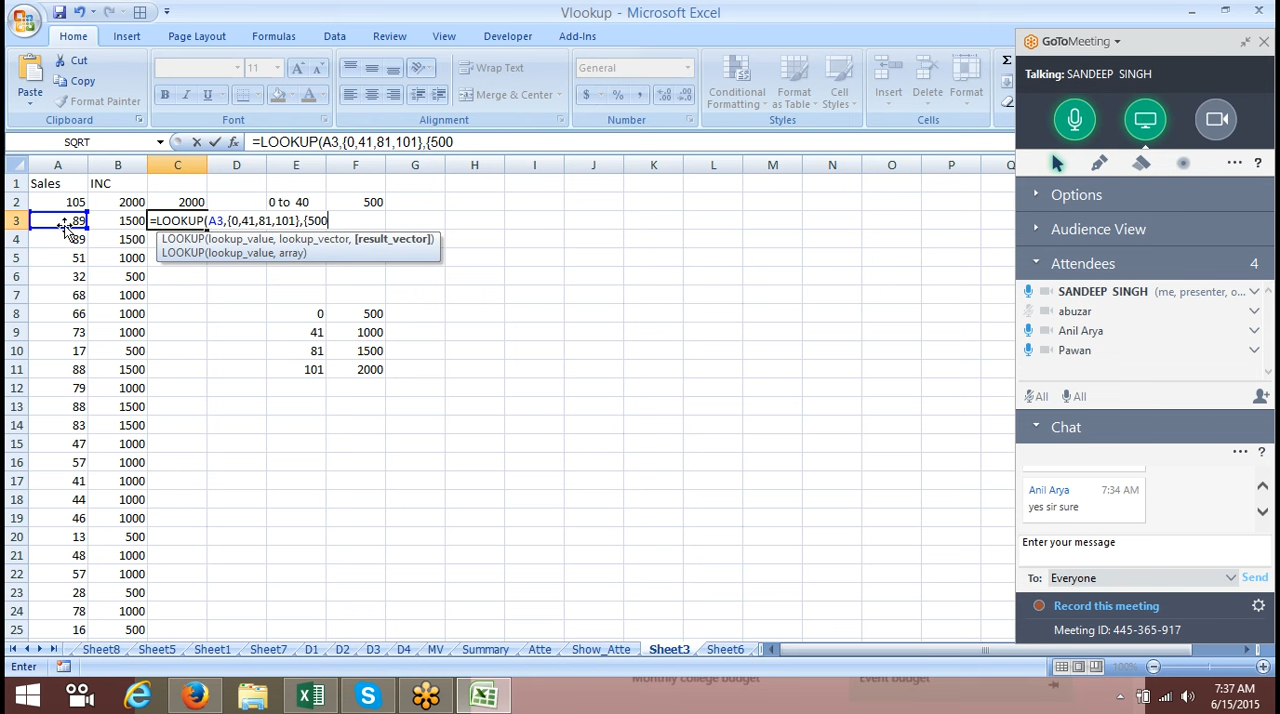 Vlookup - Microsoft Excel
Home Insert Page Layout Formulas Data Review View Developer Add-Ins
Paste
Cut
Copy
Format Painter
Clipboard
11 A A
B I U A
Font
Wrap Text
Merge & Center
Alignment
General
$ % ,
Number
Conditional Formatting
Format as Table
Cell Styles
Styles
Insert Delete Format
Cells
Σ
SQRT fx =LOOKUP(A3,{0,41,81,101},{500
A B C D E F G H I J K L M N O P Q
1 Sales INC
2 105 2000 2000 0 to 40 500
3 89 1500 =LOOKUP(A3,{0,41,81,101},{500
LOOKUP(lookup_value, lookup_vector, [result_vector])
LOOKUP(lookup_value, array)
4 89 1500
5 51 1000
6 32 500
7 68 1000
8 66 1000 0 500
9 73 1000 41 1000
10 17 500 81 1500
11 88 1500 101 2000
12 79 1000
13 88 1500
14 83 1500
15 47 1000
16 57 1000
17 41 1000
18 44 1000
19 46 1000
20 13 500
21 48 1000
22 57 1000
23 28 500
24 78 1000
25 16 500
Sheet8 Sheet5 Sheet1 Sheet7 D1 D2 D3 D4 MV Summary Atte Show_Atte Sheet3 Sheet6
Enter 100%
GoToMeeting
Talking: SANDEEP SINGH
... ?
Options
Audience View
Attendees 4
SANDEEP SINGH (me, presenter, o...
abuzar
Anil Arya
Pawan
All All
Chat
... ?
Anil Arya 7:34 AM
yes sir sure
Enter your message
To: Everyone Send
Record this meeting
Meeting ID: 445-365-917
Monthly college budget Event budget
7:37 AM
6/15/2015